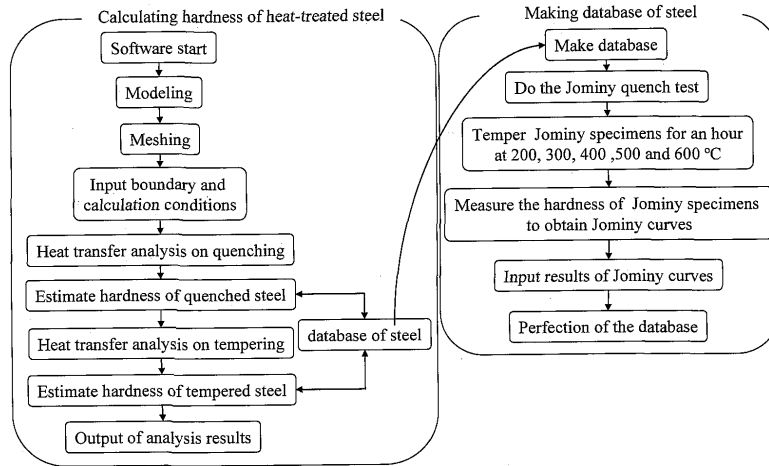 Calculating hardness of heat-treated steel
Software start
Modeling
Meshing
Input boundary and
calculation conditions
Heat transfer analysis on quenching
Estimate hardness of quenched steel
Heat transfer analysis on tempering
database of steel
Estimate hardness of tempered steel
Output of analysis results
Making database of steel
Make database
Do the Jominy quench test
Temper Jominy specimens for an hour
at 200, 300, 400 ,500 and 600 °C
Measure the hardness of Jominy specimens
to obtain Jominy curves
Input results of Jominy curves
Perfection of the database